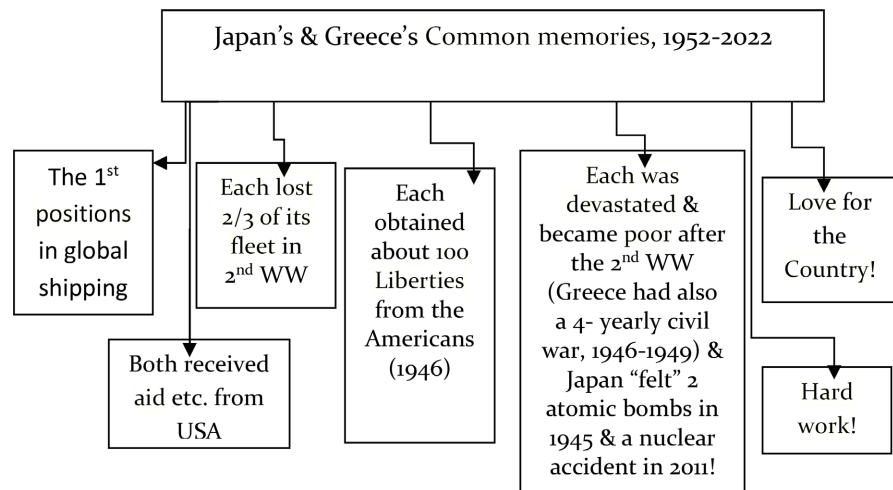 Japan's & Greece's Common memories, 1952-2022
The 1st
positions
in global
shipping
Each lost
2/3 of its
fleet in
2nd WW
Each
obtained
about 100
Liberties
from the
Americans
(1946)
Each was
devastated &
became poor after
the 2nd WW
(Greece had also
a 4- yearly civil
war, 1946-1949) &
Japan “felt” 2
atomic bombs in
1945 & a nuclear
accident in 2011!
Love for
the
Country!
Both received
aid etc. from
USA
Hard
work!